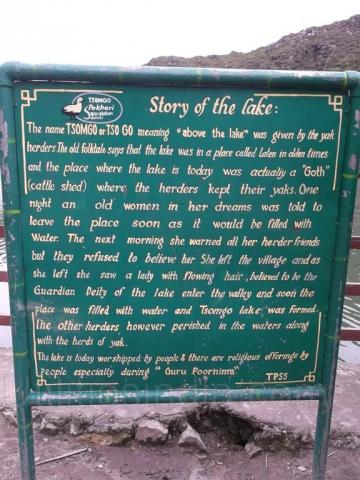 TSOMGO
Pokhari
Sanrakshan
Samiti
Story of the lake:
The name TSOMGO or TSO GO meaning "above the lake" was given by the yak
herders The old folktale says that the lake was in a place called Laten in olden times
and the place where the lake is today was actually a "Goth"
(cattle shed) where the herders kept their yaks. One
night an old women in her dreams was told to
leave the place soon as it would be filled with
water. The next morning she warned all her herder friends
but they refused to believe her She left the village and as
she left she saw a lady with flowing hair, believed to be the
Guardian Deity of the lake enter the valley and soon the
place was filled with water and Tsomgo lake was formed.
The other herders however perished in the waters along
with the herds of yak.
The lake is today worshipped by people & there are religious offerings by
people especially during "Guru Poornima"
TPSS